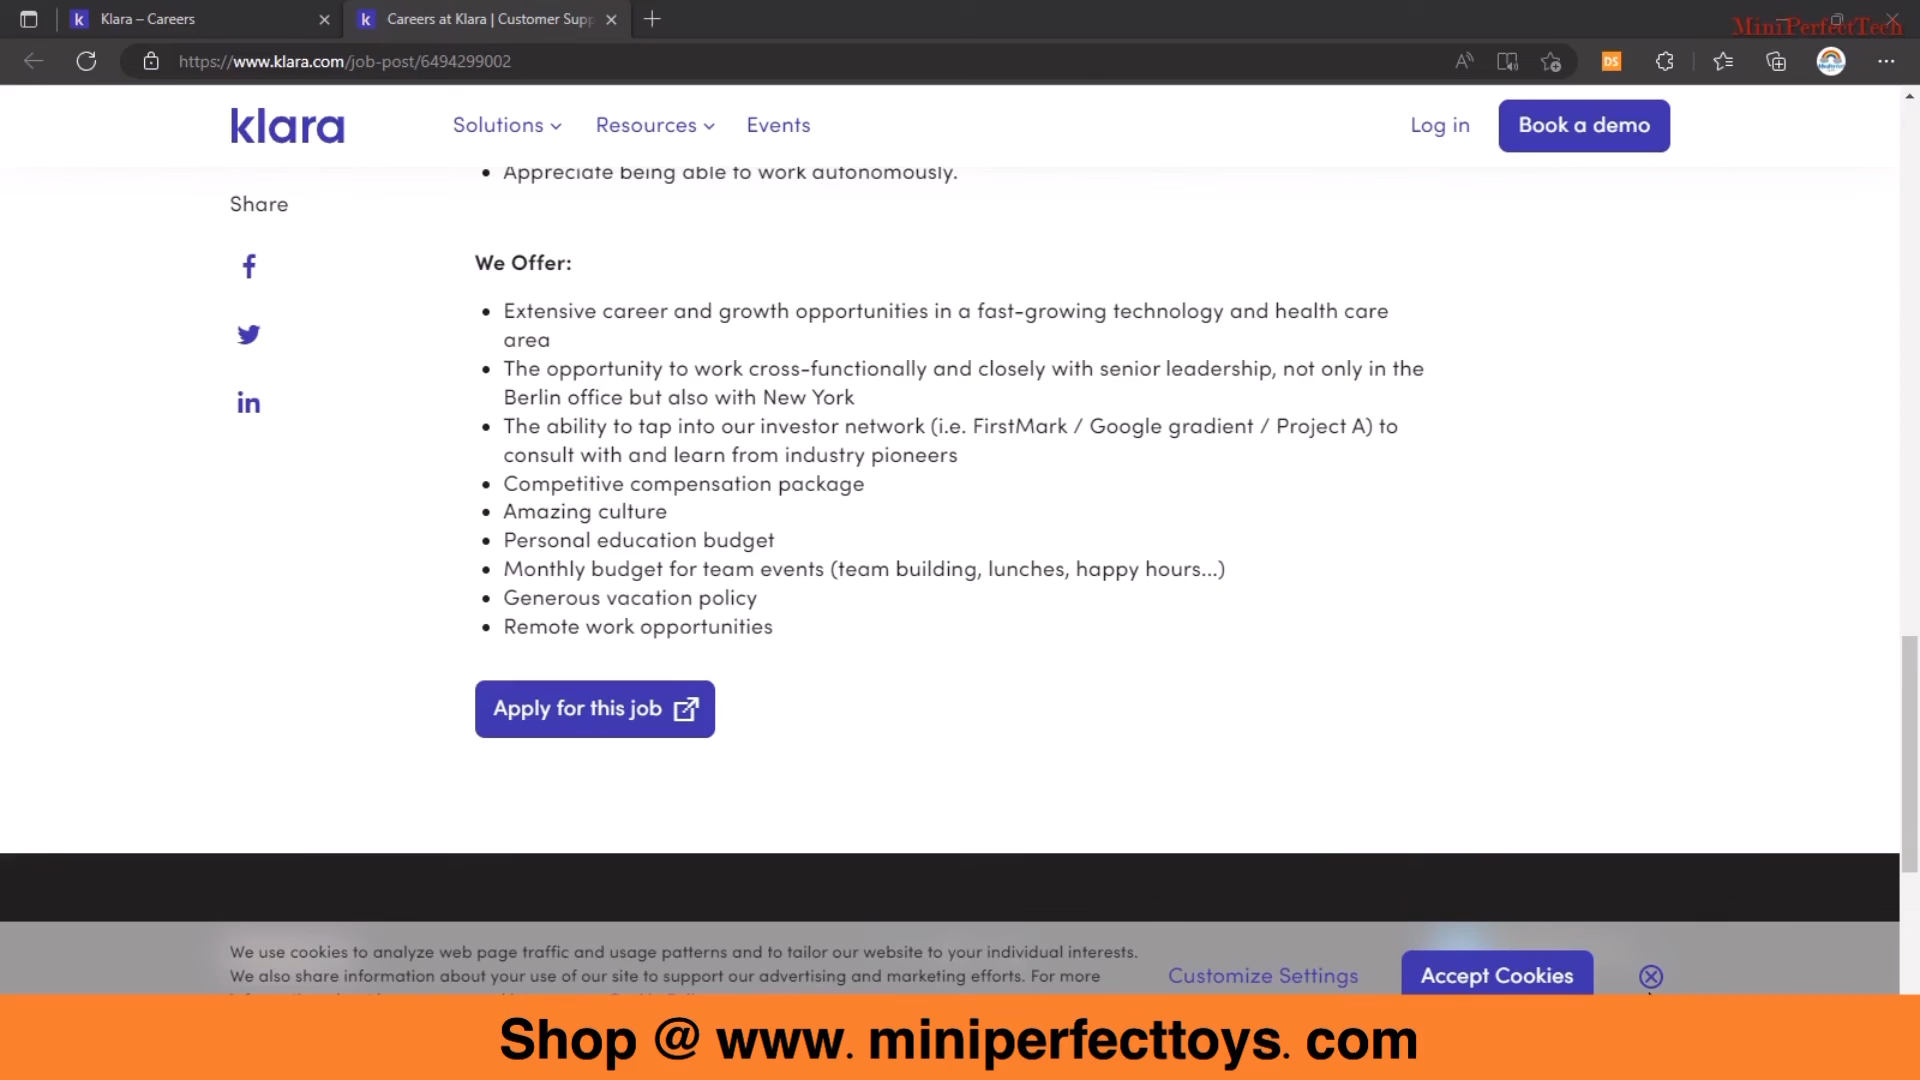 Klara – Careers
Careers at Klara | Customer Supp
MiniPerfectTech
https://www.klara.com/job-post/6494299002
DS
klara
Solutions
Resources
Events
Log in
Book a demo
Appreciate being able to work autonomously.
Share
We Offer:
Extensive career and growth opportunities in a fast-growing technology and health care
area
The opportunity to work cross-functionally and closely with senior leadership, not only in the
Berlin office but also with New York
The ability to tap into our investor network (i.e. FirstMark / Google gradient / Project A) to
consult with and learn from industry pioneers
Competitive compensation package
Amazing culture
Personal education budget
Monthly budget for team events (team building, lunches, happy hours...)
Generous vacation policy
Remote work opportunities
Apply for this job
We use cookies to analyze web page traffic and usage patterns and to tailor our website to your individual interests.
We also share information about your use of our site to support our advertising and marketing efforts. For more
Customize Settings
Accept Cookies
Shop @ www. miniperfecttoys. com